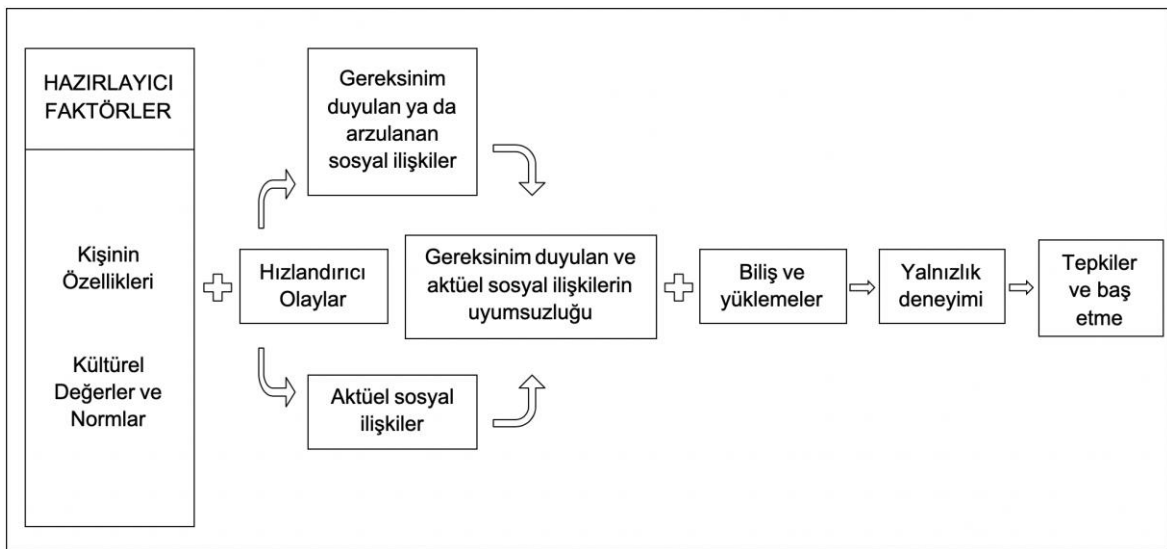 HAZIRLAYICI
FAKTÖRLER
Kişinin
Özellikleri
Kültürel
Değerler ve
Normlar
Hızlandırıcı
Olaylar
Gereksinim
duyulan ya da
arzulanan
sosyal ilişkiler
Aktüel sosyal
ilişkiler
Gereksinim duyulan ve
aktüel sosyal ilişkilerin
uyumsuzluğu
Biliş ve
yüklemeler
Yalnızlık
deneyimi
Tepkiler
ve baş
etme